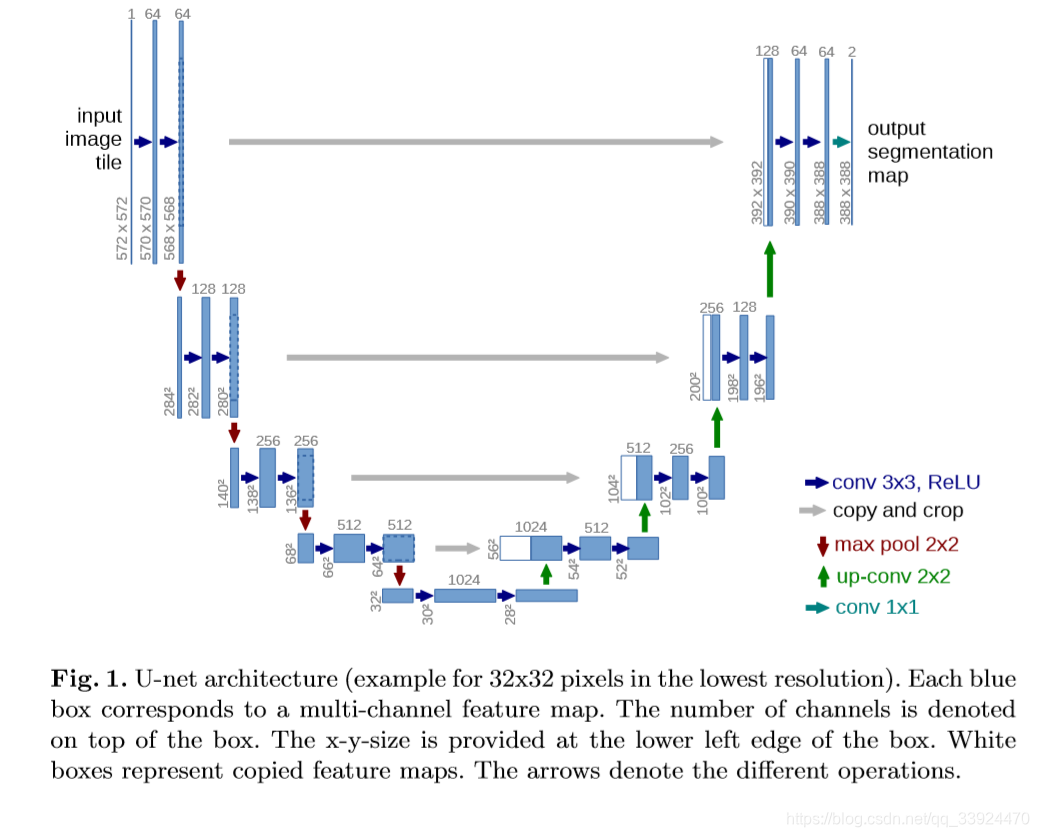 1 64 64
input
image
tile
572 x 572
570 x 570
568 x 568
128 64 64 2
output
segmentation
map
392 x 392
390 x 390
388 x 388
388 x 388
128 128
284²
282²
280²
256 128
200²
198²
196²
256 256
140²
138²
136²
512 256
104²
102²
100²
512 512
68²
66²
64²
1024 512
56²
54²
52²
1024
32²
30²
28²
conv 3x3, ReLU
copy and crop
max pool 2x2
up-conv 2x2
conv 1x1
Fig. 1. U-net architecture (example for 32x32 pixels in the lowest resolution). Each blue
box corresponds to a multi-channel feature map. The number of channels is denoted
on top of the box. The x-y-size is provided at the lower left edge of the box. White
boxes represent copied feature maps. The arrows denote the different operations.
https://blog.csdn.net/qq_33924470